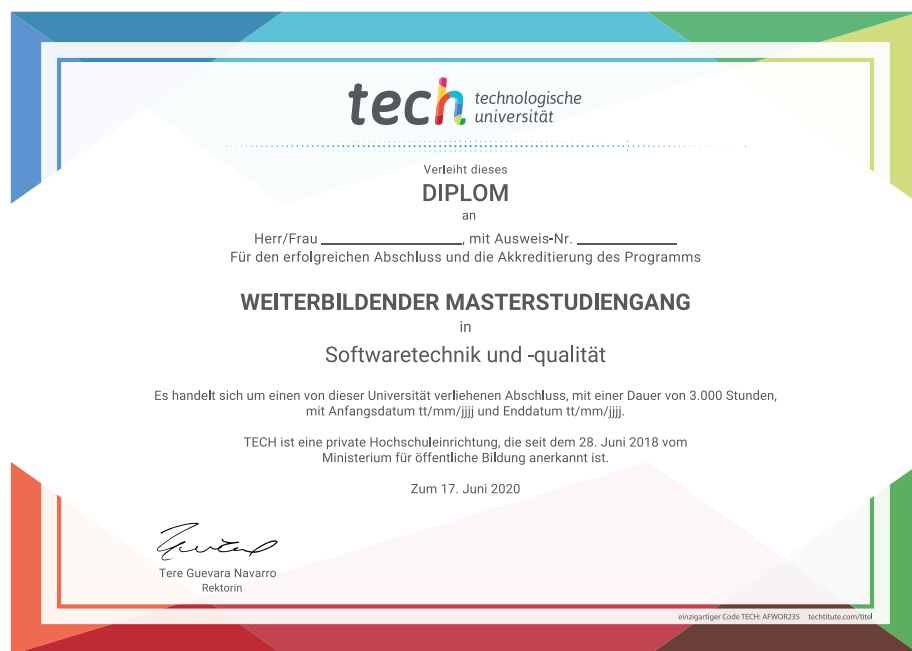 tech technologische
universität
Verleiht dieses
DIPLOM
an
Herr/Frau ____________________, mit Ausweis-Nr. __________________
Für den erfolgreichen Abschluss und die Akkreditierung des Programms
WEITERBILDENDER MASTERSTUDIENGANG
in
Softwaretechnik und -qualität
Es handelt sich um einen von dieser Universität verliehenen Abschluss, mit einer Dauer von 3.000 Stunden,
mit Anfangsdatum tt/mm/jjjj und Enddatum tt/mm/jjjj.
TECH ist eine private Hochschuleinrichtung, die seit dem 28. Juni 2018 vom
Ministerium für öffentliche Bildung anerkannt ist.
Zum 17. Juni 2020
Tere Guevara Navarro
Rektorin
einzigartiger Code TECH: AFWOR23S techtitute.com/titel